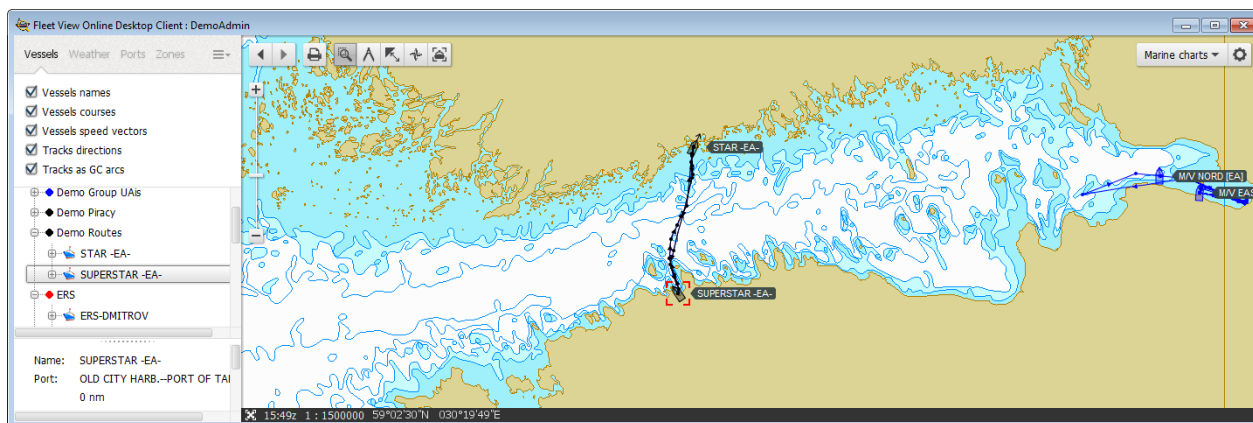 Fleet View Online Desktop Client : DemoAdmin
Vessels Weather Ports Zones
Vessels names
Vessels courses
Vessels speed vectors
Tracks directions
Tracks as GC arcs
Demo Group UAis
Demo Piracy
Demo Routes
STAR -EA-
SUPERSTAR -EA-
ERS
ERS-DMITROV
Name: SUPERSTAR -EA-
Port: OLD CITY HARB.--PORT OF TAL
0 nm
Marine charts
STAR -EA-
M/V NORD [EA]
M/V EAS
SUPERSTAR -EA-
15:49z 1 : 1500000 59°02'30"N 030°19'49"E